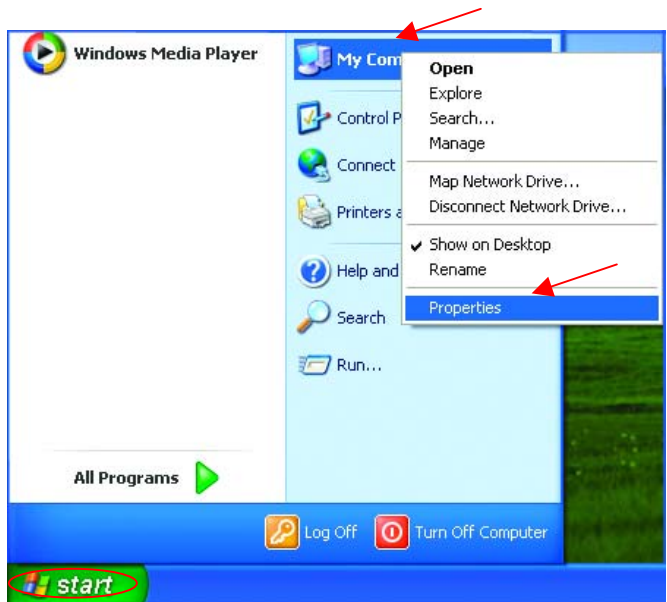 Windows Media Player
All Programs
My Com
Control P
Connect
Printers a
Help and
Search
Run...
Open
Explore
Search...
Manage
Map Network Drive...
Disconnect Network Drive...
Show on Desktop
Rename
Properties
Log Off
Turn Off Computer
start